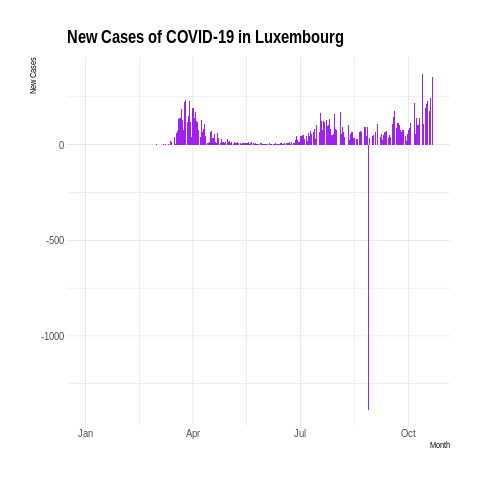 New Cases of COVID-19 in Luxembourg
New Cases
0
-500
-1000
Jan Apr Jul Oct
Month